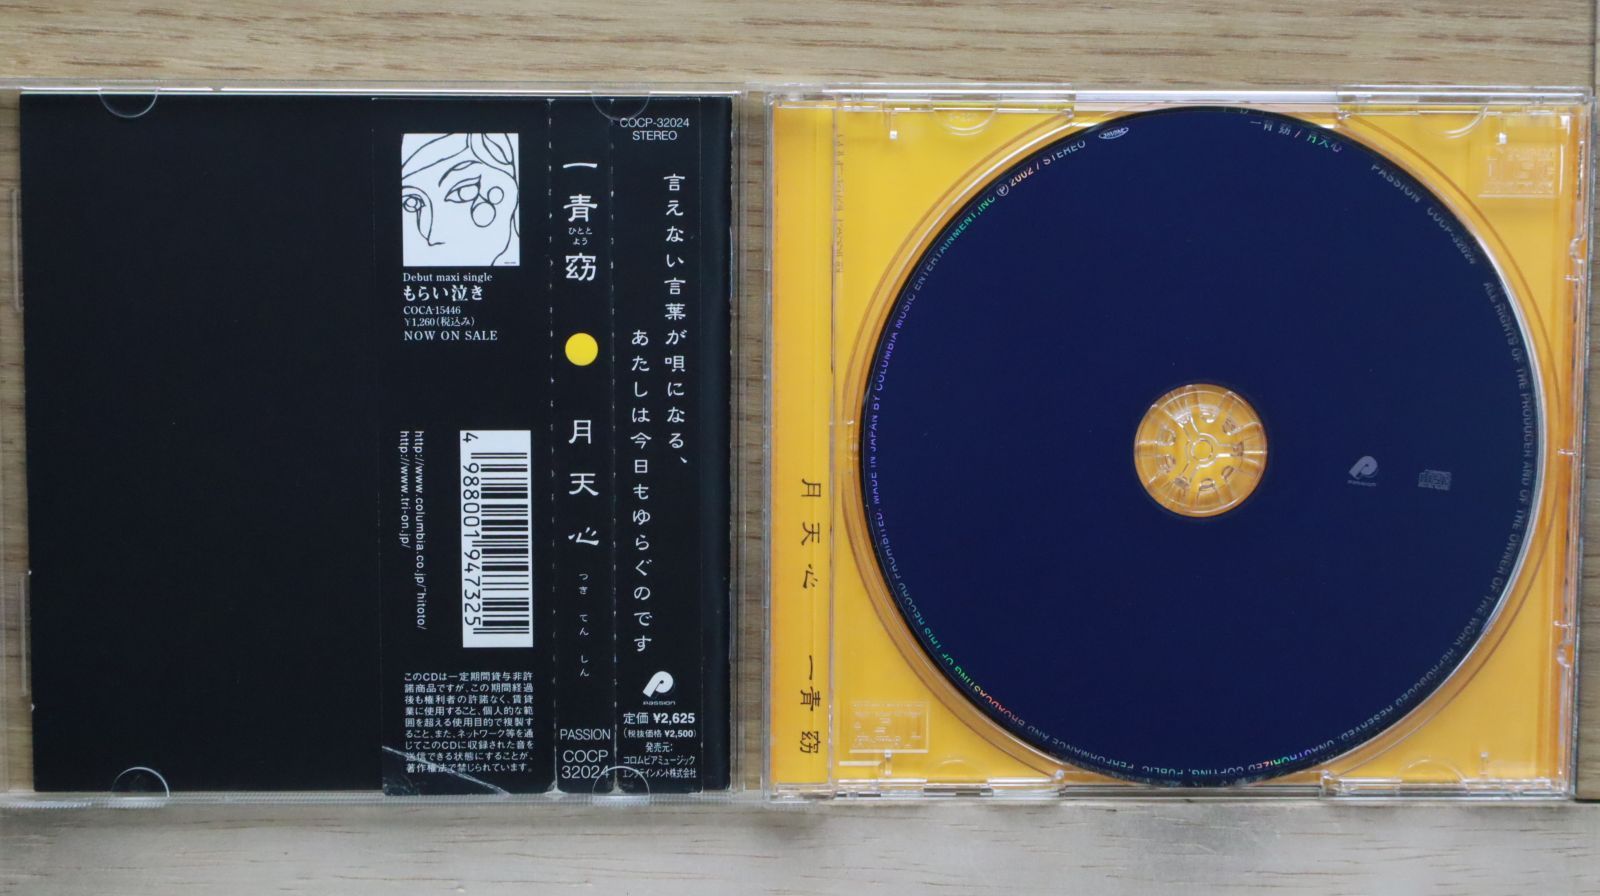 Debut maxi single
もらい泣き
COCA-15446
¥1,260(税込み)
NOW ON SALE
http://www.columbia.co.jp/~hitoto/
http://www.tri-on.jp/
4 988001 947325
このCDは一定期間貸与非許
諾商品ですが、この期間経過
後も権利者の許諾なく、賃貸
業に使用すること、個人的な範
囲を超える使用目的で複製す
ること、また、ネットワーク等を通
じてこのCDに収録された音を
送信できる状態にすることが、
著作権法で禁じられています。
一青窈
ひとと
よう
月天心
つき てん しん
PASSION
COCP
32024
COCP-32024
STEREO
言えない言葉が唄になる、
あたしは今日もゆらぐのです
passion
定価 ¥2,625
(税抜価格 ¥2,500)
発売元:
コロムビアミュージック
エンタテインメント株式会社
月天心 一青窈
一青窈 / 月天心
PASSION COCP-32024
ALL RIGHTS OF THE PRODUCER AND OF THE OWNER OF THE WORK REPRODUCED RESERVED. UNAUTHORIZED COPYING, PUBLIC PERFORMANCE AND BROADCASTING OF THIS RECORD PROHIBITED. MADE IN JAPAN BY COLUMBIA MUSIC ENTERTAINMENT, INC. ℗ 2002 / STEREO
passion